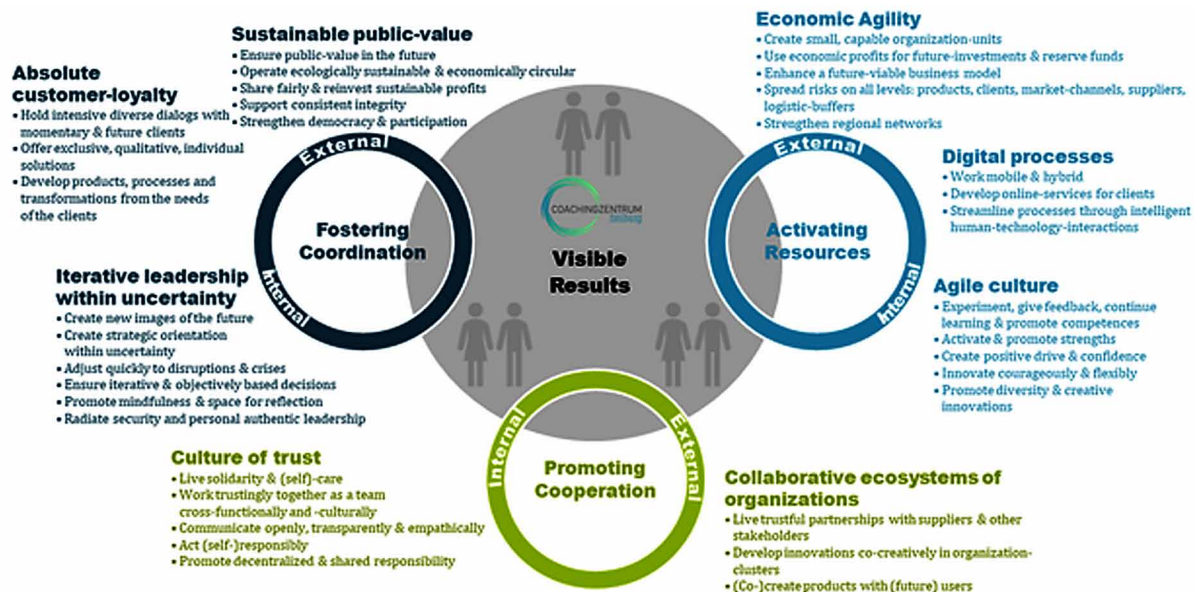 Sustainable public-value
• Ensure public-value in the future
• Operate ecologically sustainable & economically circular
• Share fairly & reinvest sustainable profits
• Support consistent integrity
• Strengthen democracy & participation
Absolute
customer-loyalty
• Hold intensive diverse dialogs with
momentary & future clients
• Offer exclusive, qualitative, individual
solutions
• Develop products, processes and
transformations from the needs
of the clients
Iterative leadership
within uncertainty
• Create new images of the future
• Create strategic orientation
within uncertainty
• Adjust quickly to disruptions & crises
• Ensure iterative & objectively based decisions
• Promote mindfulness & space for reflection
• Radiate security and personal authentic leadership
External
Fostering
Coordination
Internal
COACHINGZENTRUM
Visible
Results
Economic Agility
• Create small, capable organization-units
• Use economic profits for future-investments & reserve funds
• Enhance a future-viable business model
• Spread risks on all levels: products, clients, market-channels, suppliers,
logistic-buffers
• Strengthen regional networks
External
Activating
Resources
Internal
Digital processes
• Work mobile & hybrid
• Develop online-services for clients
• Streamline processes through intelligent
human-technology-interactions
Agile culture
• Experiment, give feedback, continue
learning & promote competences
• Activate & promote strengths
• Create positive drive & confidence
• Innovate courageously & flexibly
• Promote diversity & creative
innovations
Culture of trust
• Live solidarity & (self)-care
• Work trustingly together as a team
cross-functionally and -culturally
• Communicate openly, transparently & empathically
• Act (self-)responsibly
• Promote decentralized & shared responsibility
Internal
Promoting
Cooperation
External
Collaborative ecosystems of
organizations
• Live trustful partnerships with suppliers & other
stakeholders
• Develop innovations co-creatively in organization-
clusters
• (Co-)create products with (future) users